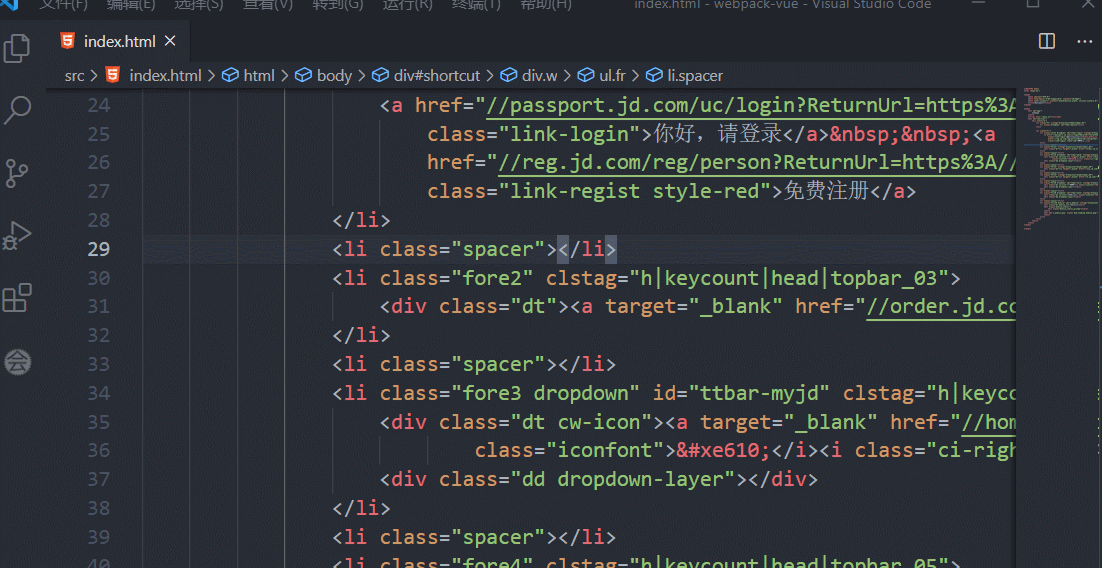 文件(F) 编辑(E) 选择(S) 查看(V) 转到(G) 运行(R) 终端(T) 帮助(H) index.html - webpack-vue - Visual Studio Code
index.html
src > index.html > html > body > div#shortcut > div.w > ul.fr > li.spacer
24 <a href="//passport.jd.com/uc/login?ReturnUrl=https%3A
25 class="link-login">你好，请登录</a>&nbsp;&nbsp;<a
26 href="//reg.jd.com/reg/person?ReturnUrl=https%3A//
27 class="link-regist style-red">免费注册</a>
28 </li>
29 <li class="spacer"></li>
30 <li class="fore2" clstag="h|keycount|head|topbar_03">
31 <div class="dt"><a target="_blank" href="//order.jd.co
32 </li>
33 <li class="spacer"></li>
34 <li class="fore3 dropdown" id="ttbar-myjd" clstag="h|keyco
35 <div class="dt cw-icon"><a target="_blank" href="//hom
36 class="iconfont">&#xe610;</i><i class="ci-righ
37 <div class="dd dropdown-layer"></div>
38 </li>
39 <li class="spacer"></li>
40 <li class="fore4" clstag="h|keycount|head|topbar_05">